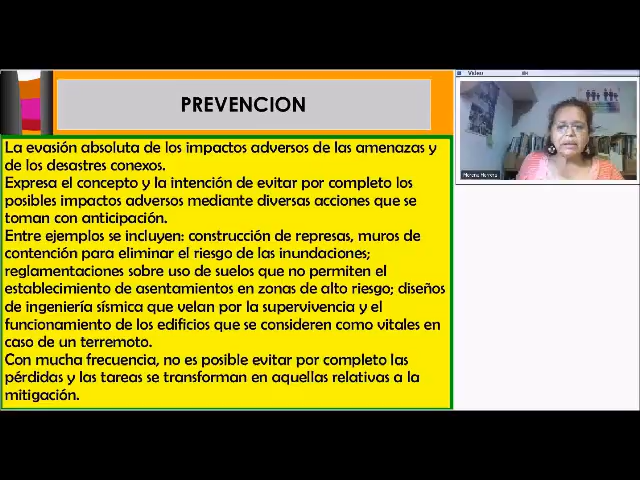 PREVENCION
La evasión absoluta de los impactos adversos de las amenazas y
de los desastres conexos.
Expresa el concepto y la intención de evitar por completo los
posibles impactos adversos mediante diversas acciones que se
toman con anticipación.
Entre ejemplos se incluyen: construcción de represas, muros de
contención para eliminar el riesgo de las inundaciones;
reglamentaciones sobre uso de suelos que no permiten el
establecimiento de asentamientos en zonas de alto riesgo; diseños
de ingeniería sísmica que velan por la supervivencia y el
funcionamiento de los edificios que se consideren como vitales en
caso de un terremoto.
Con mucha frecuencia, no es posible evitar por completo las
pérdidas y las tareas se transforman en aquellas relativas a la
mitigación.
Video